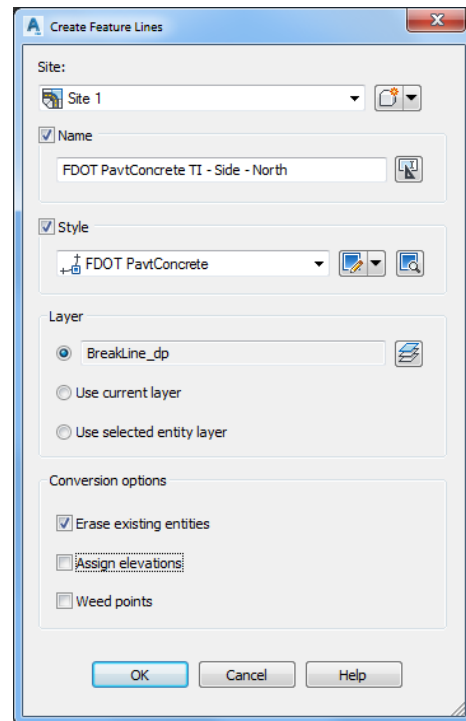 Create Feature Lines
Site:
Site 1
Name
FDOT PavtConcrete TI - Side - North
Style
FDOT PavtConcrete
Layer
BreakLine_dp
Use current layer
Use selected entity layer
Conversion options
Erase existing entities
Assign elevations
Weed points
OK Cancel Help